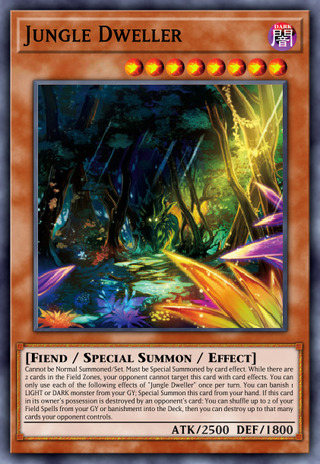 Jungle Dweller
DARK
闇
[Fiend / Special Summon / Effect]
Cannot be Normal Summoned/Set. Must be Special Summoned by card effect. While there are
2 cards in the Field Zones, your opponent cannot target this card with card effects. You can
only use each of the following effects of "Jungle Dweller" once per turn. You can banish 1
LIGHT or DARK monster from your GY; Special Summon this card from your hand. If this card
in its owner's possession is destroyed by an opponent's card: You can shuffle up to 2 of your
Field Spells from your GY or banishment into the Deck, then you can destroy up to that many
cards your opponent controls.
ATK/2500 DEF/1800